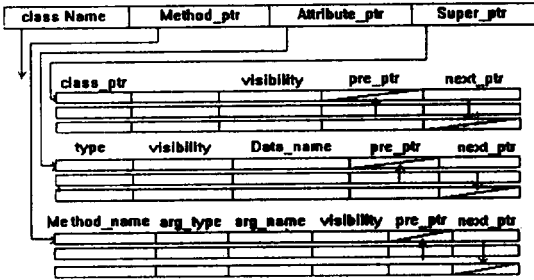 class Name Method_ptr Attribute_ptr Super_ptr
class_ptr visibility pre_ptr next_ptr
type visibility Data_name pre_ptr next_ptr
Method_name arg_type arg_name visibility pre_ptr next_ptr